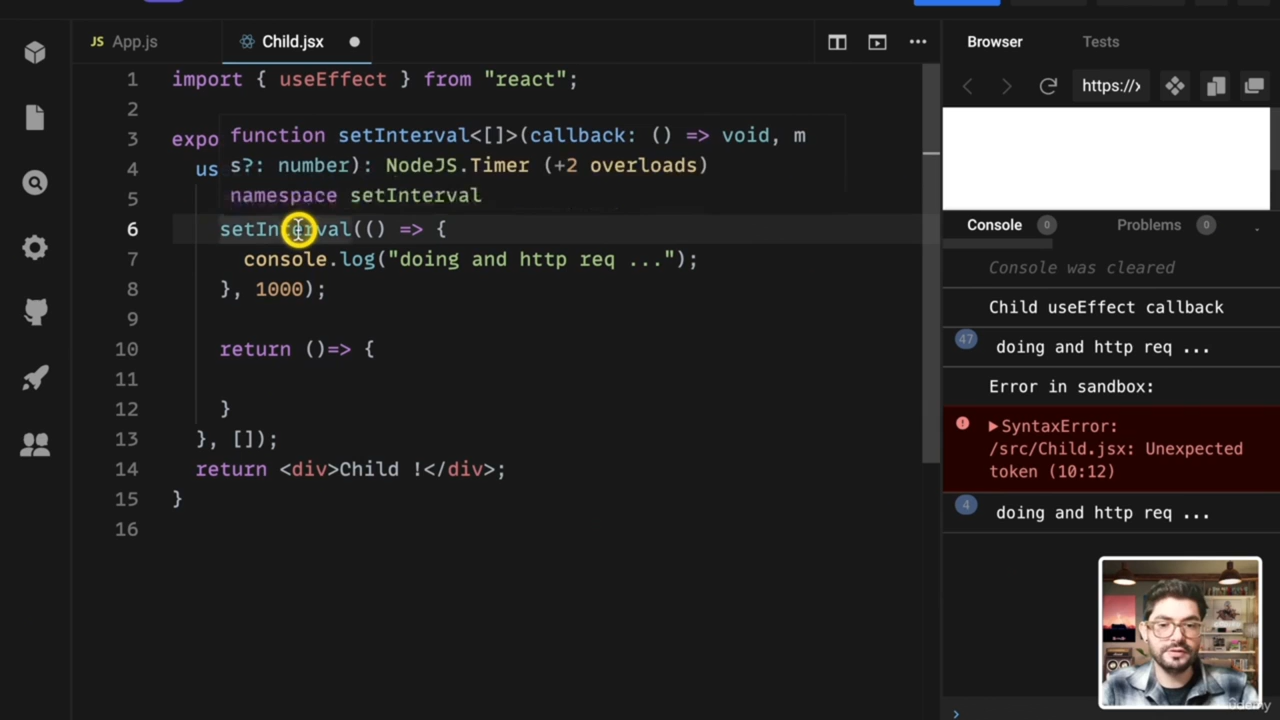 JS App.js
Child.jsx
Browser
Tests
https://
1 import { useEffect } from "react";
2
3 expo
function setInterval<[]>(callback: () => void, m
s?: number): NodeJS.Timer (+2 overloads)
namespace setInterval
4 us
5
6 setInterval(() => {
7 console.log("doing and http req ...");
8 }, 1000);
9
10 return ()=> {
11
12 }
13 }, []);
14 return <div>Child !</div>;
15 }
16
Console 0
Problems 0
Console was cleared
Child useEffect callback
47 doing and http req ...
Error in sandbox:
▶SyntaxError:
/src/Child.jsx: Unexpected
token (10:12)
4 doing and http req ...
Udemy